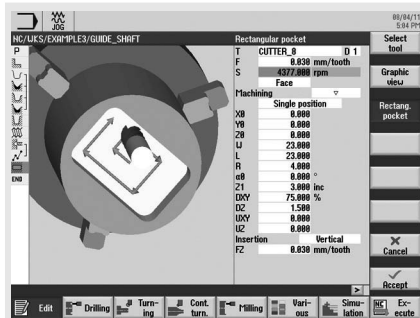 08/04/11
5:04 PM
JOG
NC/WKS/EXAMPLE3/GUIDE_SHAFT
Rectangular pocket
Select tool
T CUTTER_8 D 1
F 0.030 mm/tooth
S 4377.000 rpm
Face
Graphic view
Machining ▽
Single position
Rectang. pocket
X0 0.000
Y0 0.000
Z0 0.000
W 23.000
L 23.000
R 4.000
α0 0.000 °
Z1 3.000 inc
DXY 75.000 %
DZ 1.500
UXY 0.000
UZ 0.000
Insertion Vertical
FZ 0.030 mm/tooth
Cancel
Accept
P
END
Edit
Drilling
Turn-ing
Cont. turn.
Milling
Vari-ous
Simu-lation
NC Ex-ecute